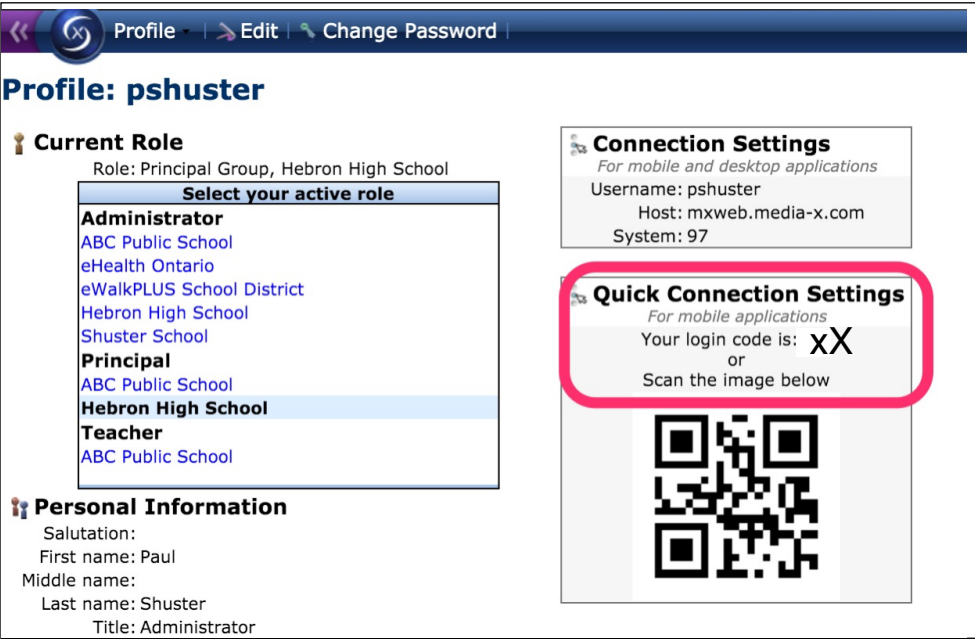 Profile Edit Change Password
Profile: pshuster
Current Role
Role: Principal Group, Hebron High School
Select your active role
Administrator
ABC Public School
eHealth Ontario
eWalkPLUS School District
Hebron High School
Shuster School
Principal
ABC Public School
Hebron High School
Teacher
ABC Public School
Personal Information
Salutation:
First name: Paul
Middle name:
Last name: Shuster
Title: Administrator
Connection Settings
For mobile and desktop applications
Username: pshuster
Host: mxweb.media-x.com
System: 97
Quick Connection Settings
For mobile applications
Your login code is: xX
or
Scan the image below